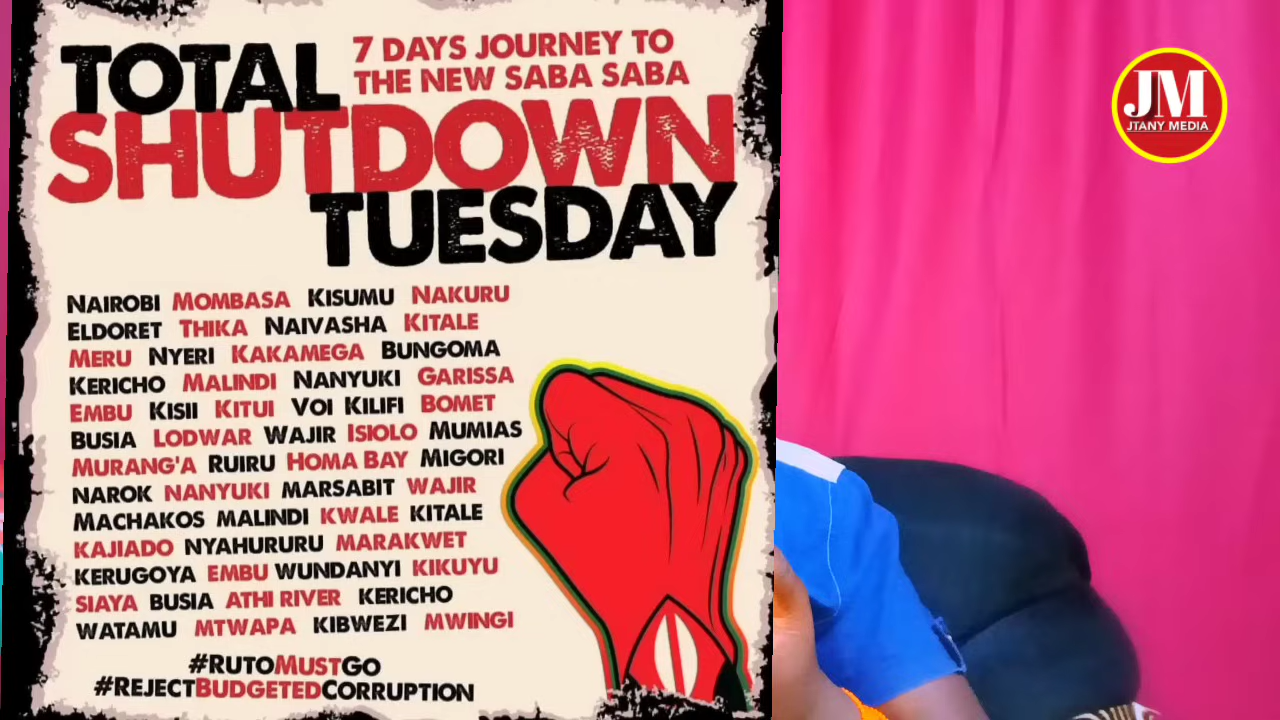 TOTAL
7 DAYS JOURNEY TO
THE NEW SABA SABA
SHUTDOWN
TUESDAY
NAIROBI MOMBASA KISUMU NAKURU
ELDORET THIKA NAIVASHA KITALE
MERU NYERI KAKAMEGA BUNGOMA
KERICHO MALINDI NANYUKI GARISSA
EMBU KISII KITUI VOI KILIFI BOMET
BUSIA LODWAR WAJIR ISIOLO MUMIAS
MURANG'A RUIRU HOMA BAY MIGORI
NAROK NANYUKI MARSABIT WAJIR
MACHAKOS MALINDI KWALE KITALE
KAJIADO NYAHURURU MARAKWET
KERUGOYA EMBU WUNDANYI KIKUYU
SIAYA BUSIA ATHI RIVER KERICHO
WATAMU MTWAPA KIBWEZI MWINGI
#RUTOMUSTGO
#REJECTBUDGETEDCORRUPTION
JM
JTANY MEDIA